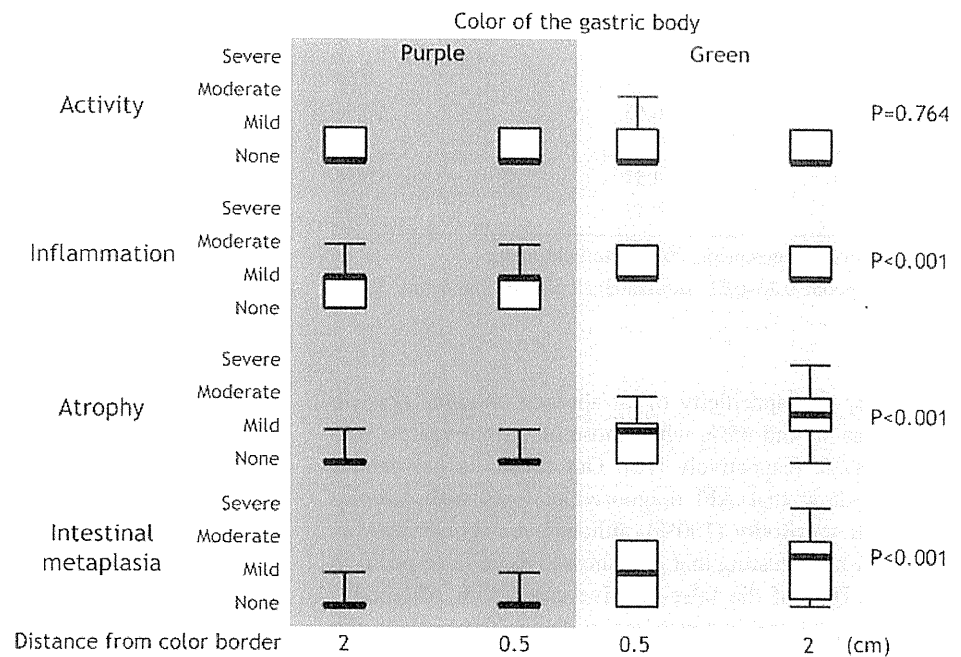 Color of the gastric body
Purple
Green
Activity
Severe
Moderate
Mild
None
P=0.764
Inflammation
Severe
Moderate
Mild
None
P<0.001
Atrophy
Severe
Moderate
Mild
None
P<0.001
Intestinal
metaplasia
Severe
Moderate
Mild
None
P<0.001
Distance from color border 2 0.5 0.5 2 (cm)